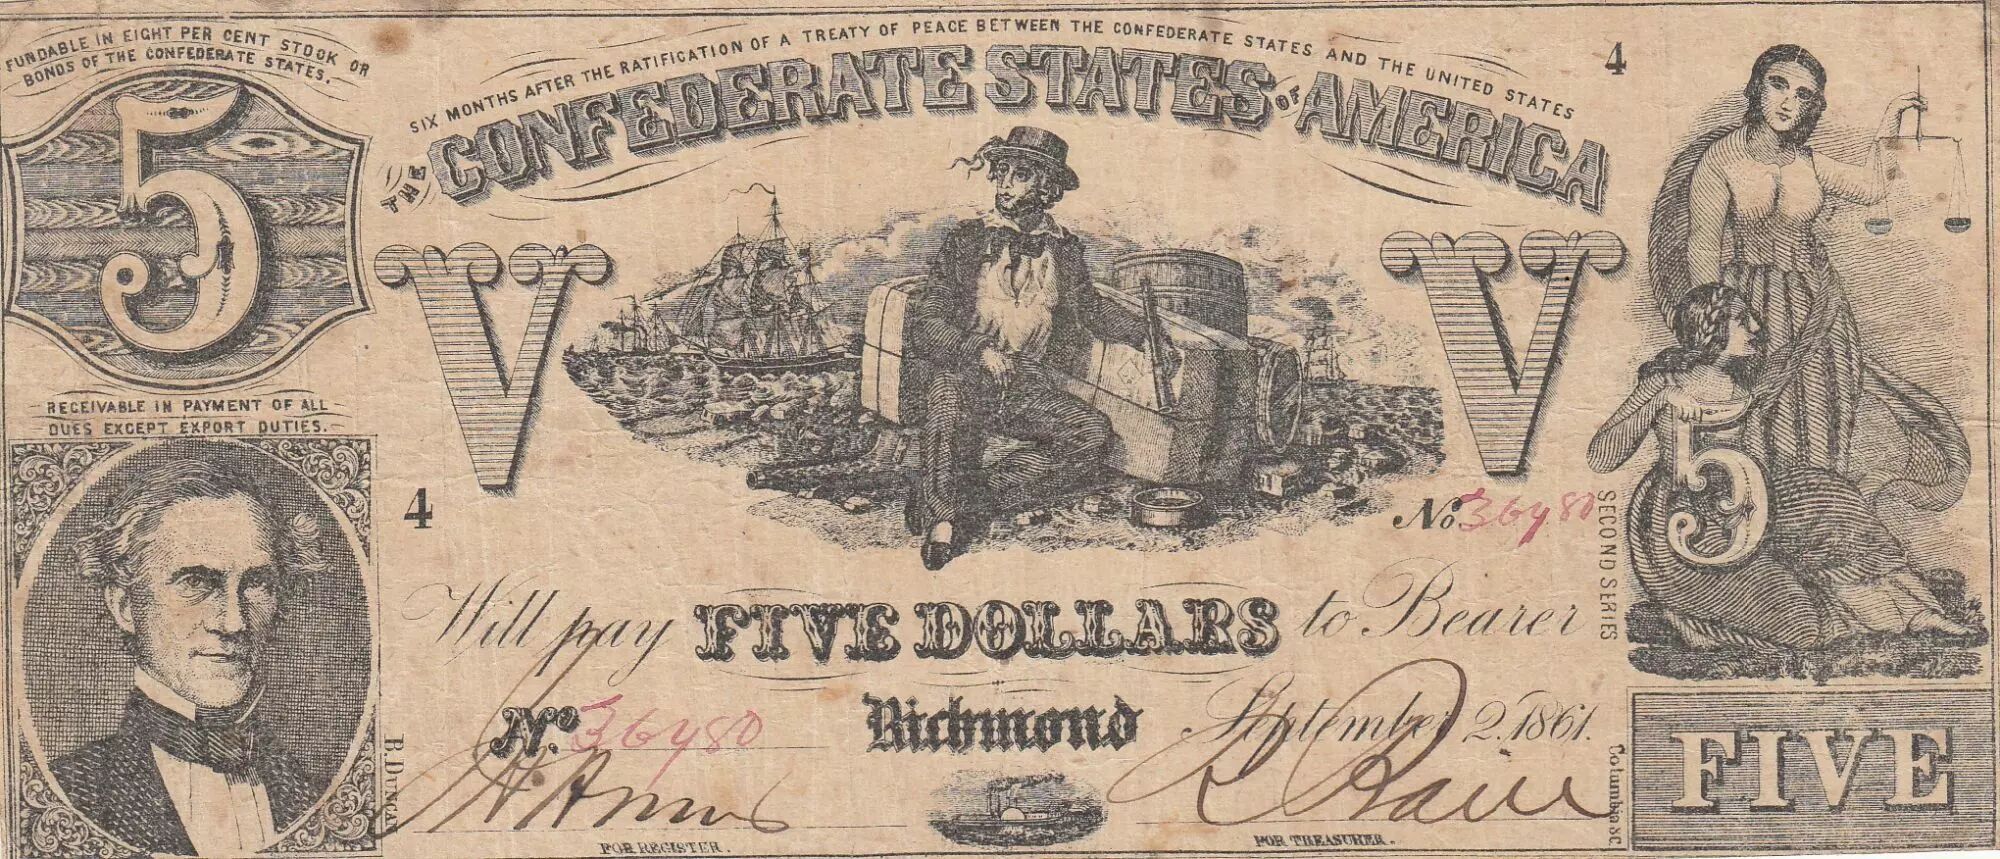 FUNDABLE IN EIGHT PER CENT STOCK OR
BONDS OF THE CONFEDERATE STATES.
SIX MONTHS AFTER THE RATIFICATION OF A TREATY OF PEACE BETWEEN THE CONFEDERATE STATES AND THE UNITED STATES
4
THE CONFEDERATE STATES OF AMERICA
5
V
V
RECEIVABLE IN PAYMENT OF ALL
DUES EXCEPT EXPORT DUTIES.
4
5
No 36480
SECOND SERIES
Will pay FIVE DOLLARS to Bearer
No. 36480
Richmond September 2. 1861.
B. DUNCAN
Columbia S.C.
FIVE
FOR REGISTER.
FOR TREASURER.